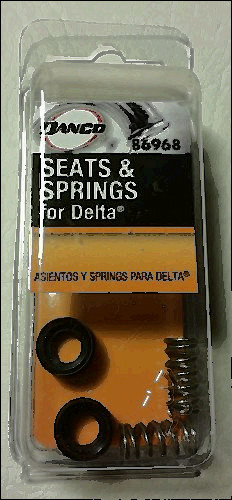 DANCO
86968
SEATS &
SPRINGS
for Delta®
ASIENTOS Y SPRINGS PARA DELTA®